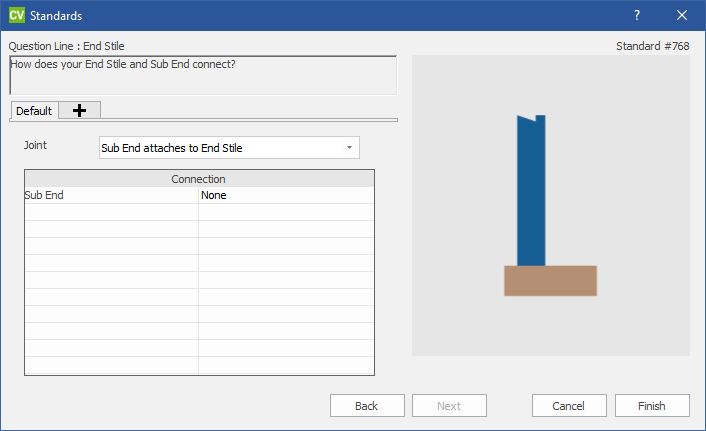 CV Standards ?
Question Line : End Stile
Standard #768
How does your End Stile and Sub End connect?
Default
Joint
Sub End attaches to End Stile
Connection
Sub End None
Back
Next
Cancel
Finish